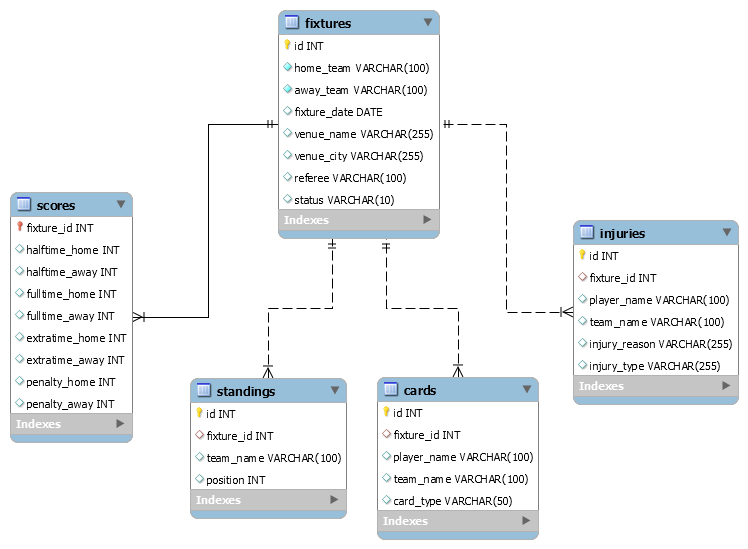 fixtures
id INT
home_team VARCHAR(100)
away_team VARCHAR(100)
fixture_date DATE
venue_name VARCHAR(255)
venue_city VARCHAR(255)
referee VARCHAR(100)
status VARCHAR(10)
Indexes
scores
fixture_id INT
halftime_home INT
halftime_away INT
fulltime_home INT
fulltime_away INT
extratime_home INT
extratime_away INT
penalty_home INT
penalty_away INT
Indexes
injuries
id INT
fixture_id INT
player_name VARCHAR(100)
team_name VARCHAR(100)
injury_reason VARCHAR(255)
injury_type VARCHAR(255)
Indexes
standings
id INT
fixture_id INT
team_name VARCHAR(100)
position INT
Indexes
cards
id INT
fixture_id INT
player_name VARCHAR(100)
team_name VARCHAR(100)
card_type VARCHAR(50)
Indexes